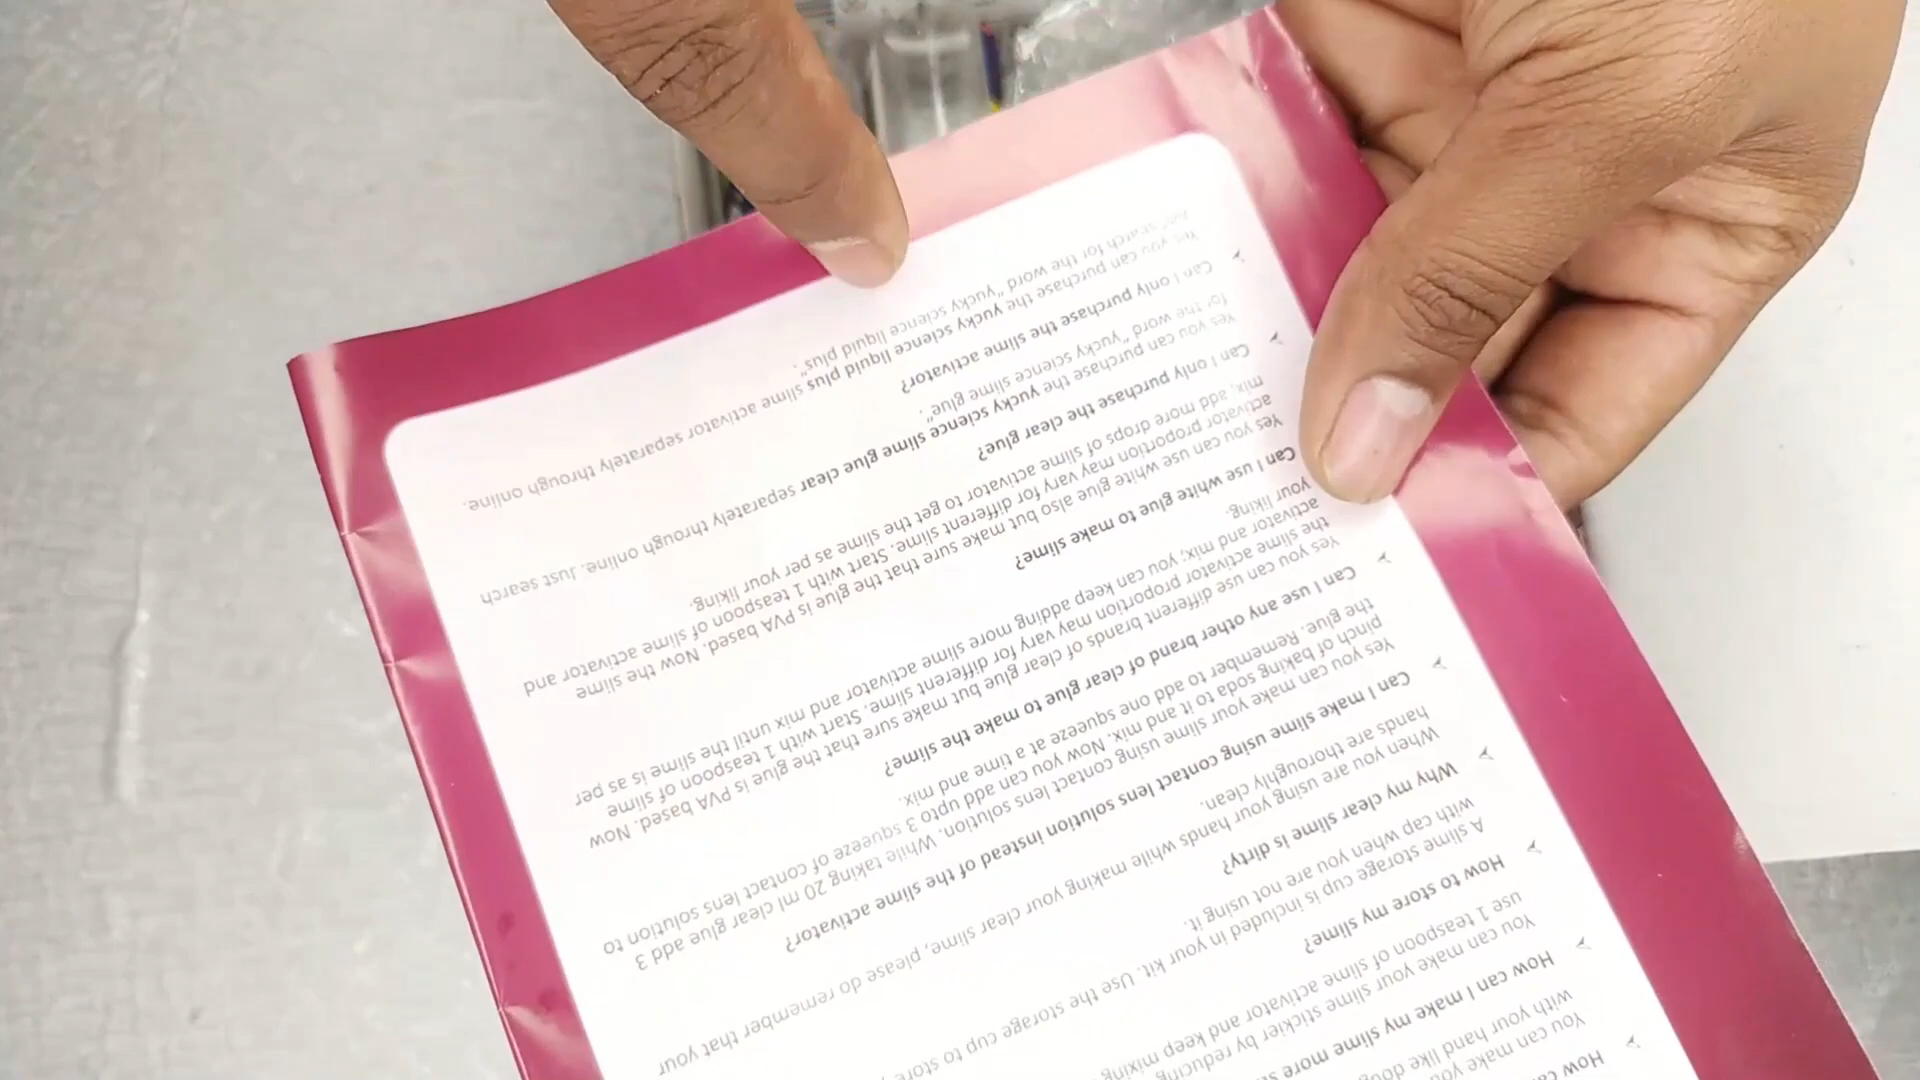 How
You can make
with your hand like
How can I make my slime more
You can make your slime stickier by reducing
use 1 teaspoon of slime activator and keep mixing
➤ How to store my slime?
A slime storage cup is included in your kit. Use the storage cup to store
with cap when you are not using it.
➤ Why my clear slime is dirty?
When you are using your hands while making your clear slime, please do remember that your
hands are thoroughly clean.
➤ Can I make slime using contact lens solution instead of the slime activator?
Yes you can make your slime using contact lens solution. While taking 20 ml clear glue add 3
pinch of baking soda to it and mix. Now you can add upto 3 squeeze of contact lens solution to
the glue. Remember to add one squeeze at a time and mix.
➤ Can I use any other brand of clear glue to make the slime?
Yes you can use different brands of clear glue but make sure that the glue is PVA based. Now
the slime activator proportion may vary for different slime. Start with 1 teaspoon of slime
activator and mix, you can keep adding more slime activator and mix until the slime is as per
your liking.
Can I use white glue to make slime?
Yes you can use white glue also but make sure that the glue is PVA based. Now the slime
activator proportion may vary for different slime. Start with 1 teaspoon of slime activator and
mix, add more drops of slime activator to get the slime as per your liking.
➤ Can I only purchase the clear glue?
Yes you can purchase the yucky science slime glue clear separately through online. Just search
for the word "yucky science slime glue".
➤ Can I only purchase the slime activator?
Yes you can purchase the yucky science liquid plus slime activator separately through online.
search for the word "yucky science liquid plus".